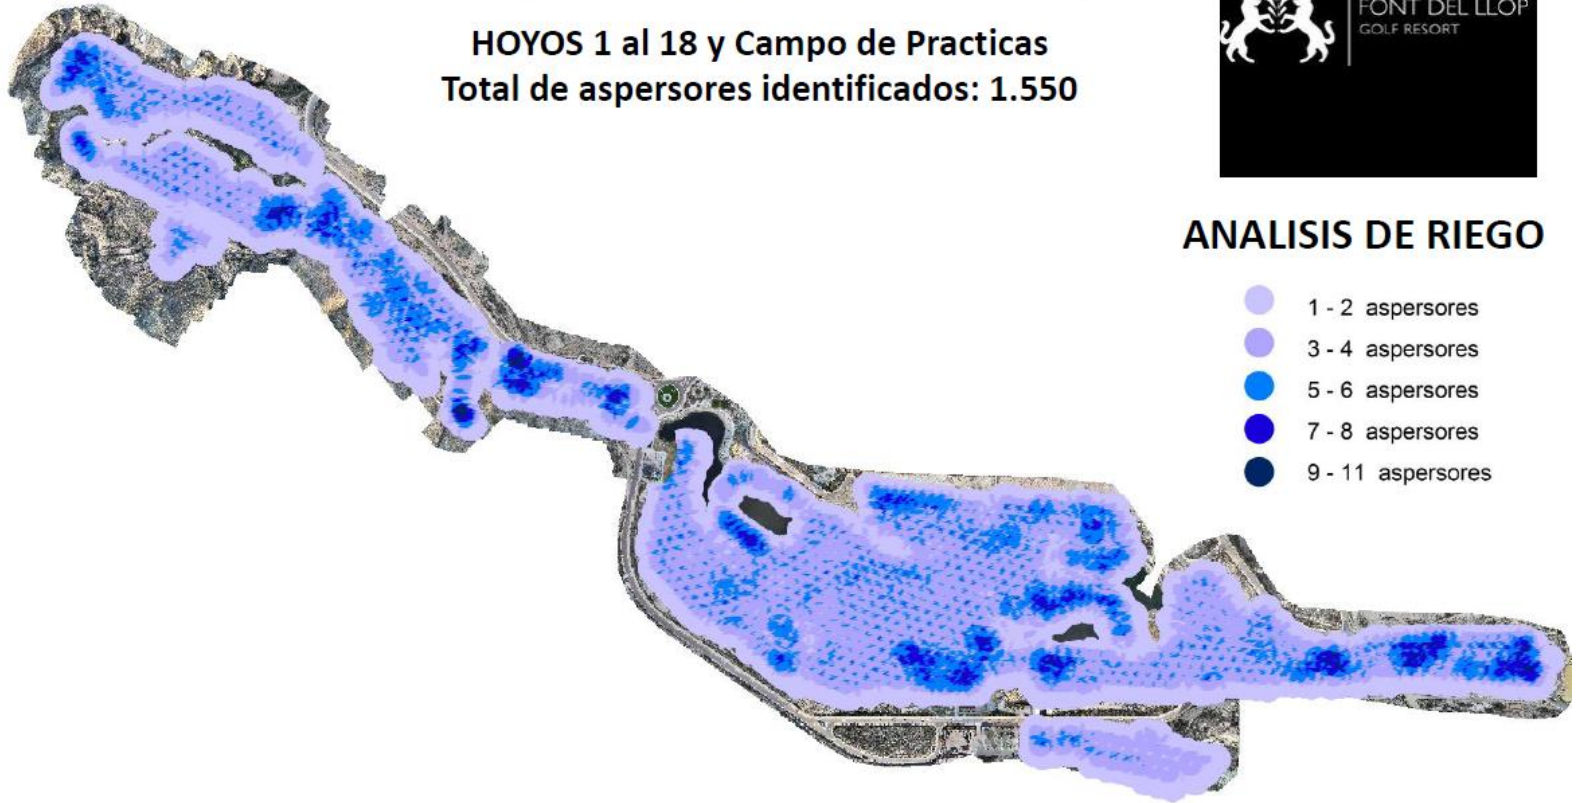 HOYOS 1 al 18 y Campo de Practicas
Total de aspersores identificados: 1.550
FONT DEL LLOP
GOLF RESORT
ANALISIS DE RIEGO
1 - 2 aspersores
3 - 4 aspersores
5 - 6 aspersores
7 - 8 aspersores
9 - 11 aspersores